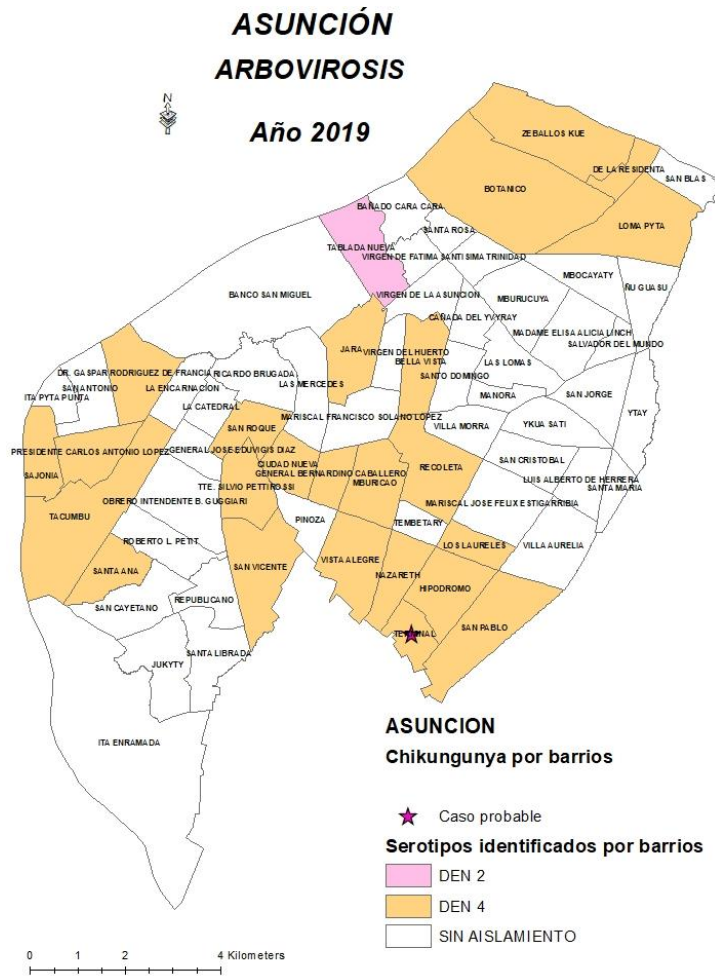 ASUNCIÓN
ARBOVIROSIS
Año 2019
N
ZEBALLOS KUE
DE LA RESIDENTA
SAN BLAS
BOTANICO
BAÑADO CARA CARA
LOMA PYTA
SANTA ROSA
TABLADA NUEVA
VIRGEN DE FATIMA SANTISIMA TRINIDAD
MBOCAYATY
ÑU GUASU
BANCO SAN MIGUEL
VIRGEN DE LA ASUNCION
MBURUCUYA
CAÑADA DEL YVYRAY
MADAME ELISA ALICIA LINCH
SALVADOR DEL MUNDO
JARA
VIRGEN DEL HUERTO
BELLA VISTA
LAS LOMAS
DR. GASPAR RODRIGUEZ DE FRANCIA
RICARDO BRUGADA
SANTO DOMINGO
SAN ANTONIO
LA ENCARNACION
LAS MERCEDES
MANORA
SAN JORGE
ITA PYTA PUNTA
LA CATEDRAL
MARISCAL FRANCISCO SOLANO LOPEZ
YTAY
SAN ROQUE
VILLA MORRA
YKUA SATI
PRESIDENTE CARLOS ANTONIO LOPEZ
GENERAL JOSE EDUVIGIS DIAZ
SAN CRISTOBAL
CIUDAD NUEVA
GENERAL BERNARDINO CABALLERO
RECOLETA
SAJONIA
MBURICAO
LUIS ALBERTO DE HERRERA
TTE. SILVIO PETTIROSSI
SANTA MARIA
OBRERO INTENDENTE B. GUGGIARI
MARISCAL JOSE FELIX ESTIGARRIBIA
TACUMBU
PINOZA
TEMBETARY
ROBERTO L. PETIT
LOS LAURELES
VILLA AURELIA
VISTA ALEGRE
SANTA ANA
SAN VICENTE
NAZARETH
HIPODROMO
REPUBLICANO
SAN CAYETANO
SAN PABLO
TERMINAL
SANTA LIBRADA
JUKYTY
ITA ENRAMADA
ASUNCION
Chikungunya por barrios
Caso probable
Serotipos identificados por barrios
DEN 2
DEN 4
SIN AISLAMIENTO
0 1 2 4 Kilometers